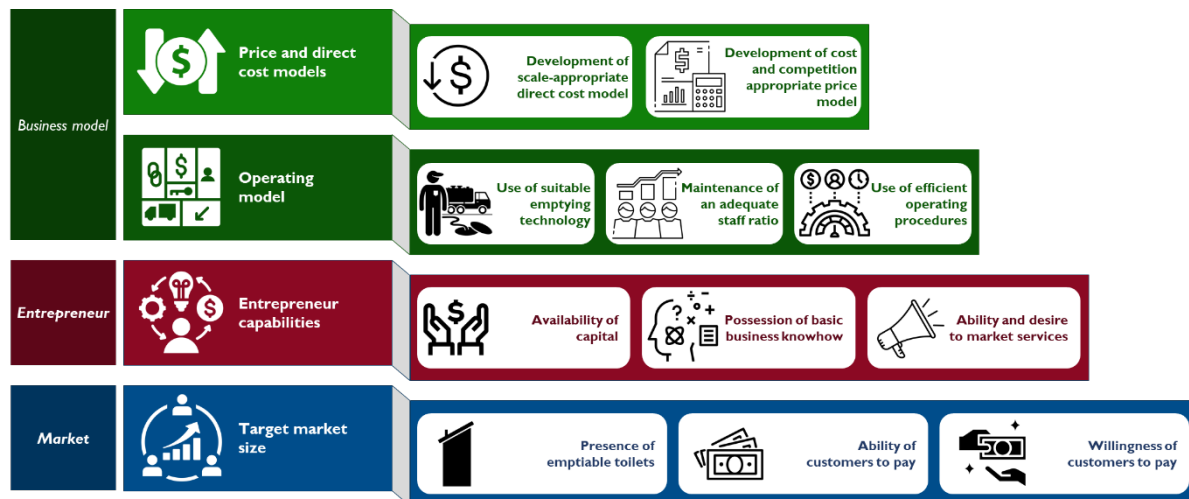 Business model
Price and direct
cost models
Development of
scale-appropriate
direct cost model
Development of cost
and competition
appropriate price
model
Operating
model
Use of suitable
emptying
technology
Maintenance of
an adequate
staff ratio
Use of efficient
operating
procedures
Entrepreneur
Entrepreneur
capabilities
Availability of
capital
Possession of basic
business knowhow
Ability and desire
to market services
Market
Target market
size
Presence of
emptiable toilets
Ability of
customers to pay
Willingness of
customers to pay